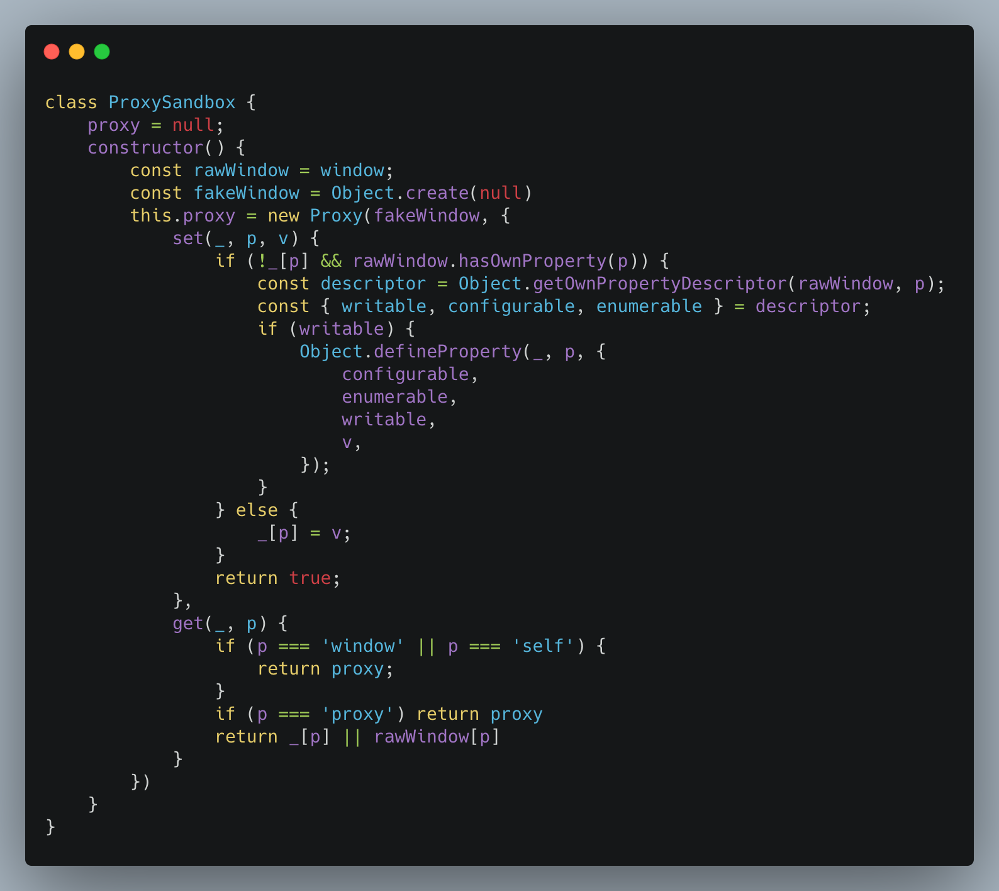 class ProxySandbox {
    proxy = null;
    constructor() {
        const rawWindow = window;
        const fakeWindow = Object.create(null)
        this.proxy = new Proxy(fakeWindow, {
            set(_, p, v) {
                if (!_[p] && rawWindow.hasOwnProperty(p)) {
                    const descriptor = Object.getOwnPropertyDescriptor(rawWindow, p);
                    const { writable, configurable, enumerable } = descriptor;
                    if (writable) {
                        Object.defineProperty(_, p, {
                            configurable,
                            enumerable,
                            writable,
                            v,
                        });
                    }
                } else {
                    _[p] = v;
                }
                return true;
            },
            get(_, p) {
                if (p === 'window' || p === 'self') {
                    return proxy;
                }
                if (p === 'proxy') return proxy
                return _[p] || rawWindow[p]
            }
        })
    }
}